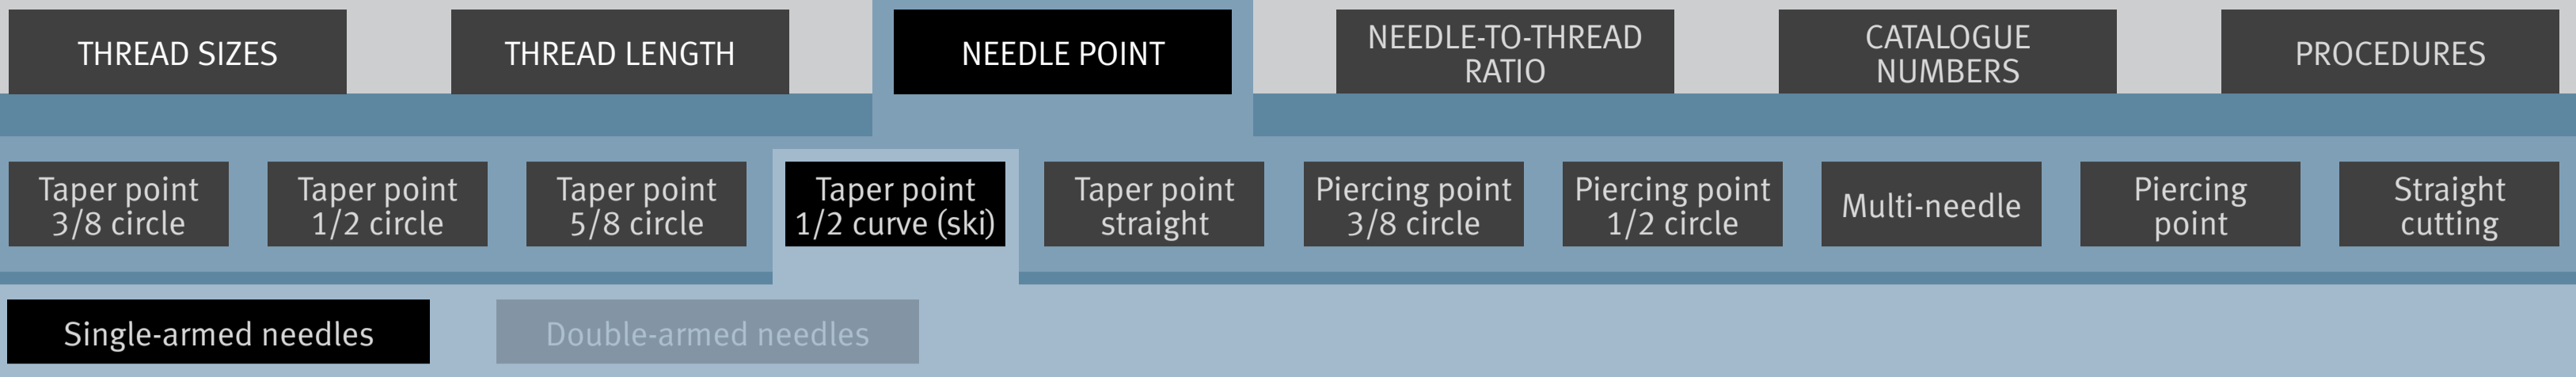 THREAD SIZES
THREAD LENGTH
NEEDLE POINT
NEEDLE-TO-THREAD
RATIO
CATALOGUE
NUMBERS
PROCEDURES
Taper point
3/8 circle
Taper point
1/2 circle
Taper point
5/8 circle
Taper point
1/2 curve (ski)
Taper point
straight
Piercing point
3/8 circle
Piercing point
1/2 circle
Multi-needle
Piercing
point
Straight
cutting
Single-armed needles
Double-armed needles